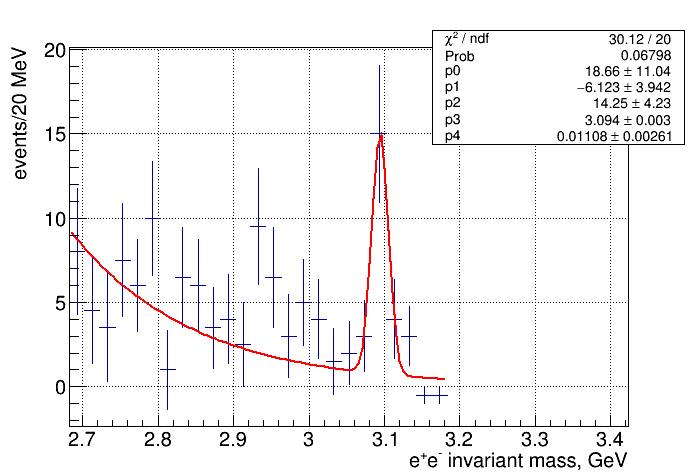 χ² / ndf 30.12 / 20
Prob 0.06798
p0 18.66 ± 11.04
p1 −6.123 ± 3.942
p2 14.25 ± 4.23
p3 3.094 ± 0.003
p4 0.01108 ± 0.00261
events/20 MeV
20
15
10
5
0
2.7 2.8 2.9 3 3.1 3.2 3.3 3.4
e⁺e⁻ invariant mass, GeV